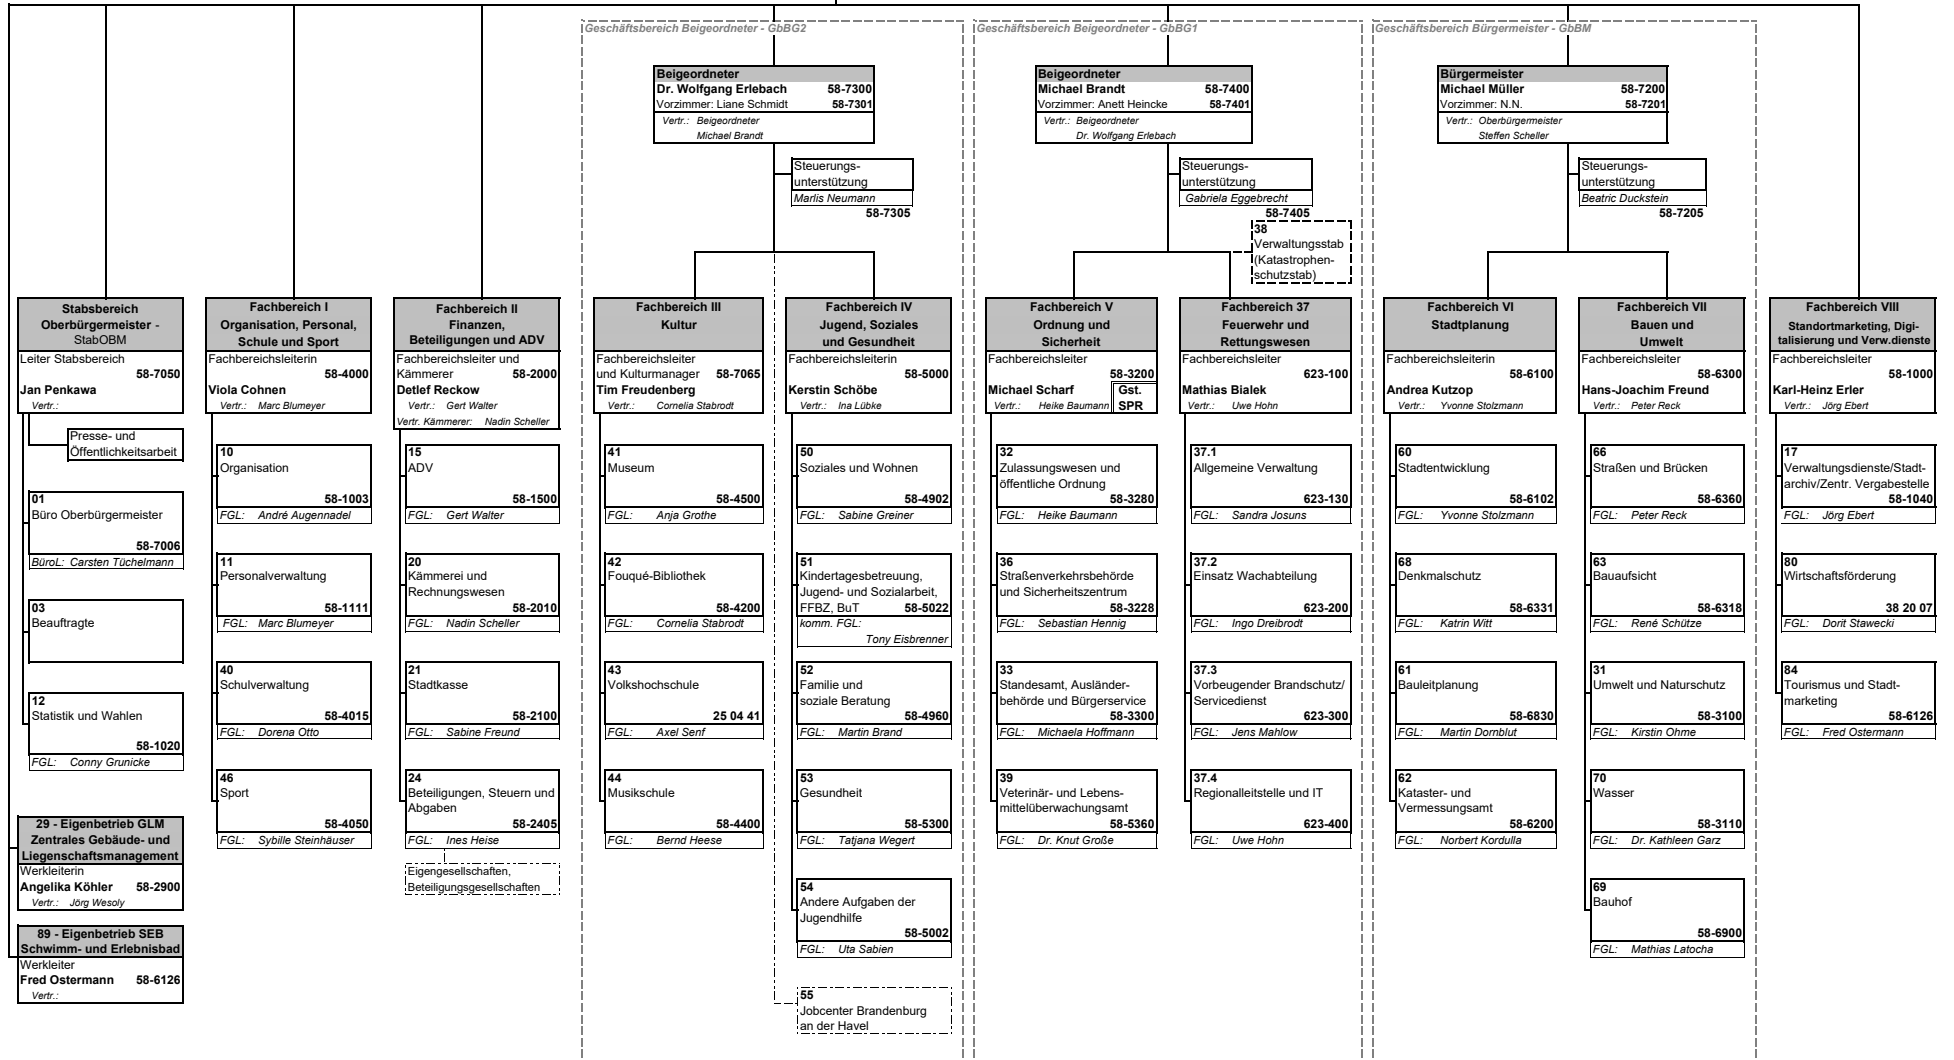 Geschäftsbereich Beigeordneter - GbBG2
Geschäftsbereich Beigeordneter - GbBG1
Geschäftsbereich Bürgermeister - GbBM
Beigeordneter
Dr. Wolfgang Erlebach 58-7300
Vorzimmer: Liane Schmidt 58-7301
Vertr.: Beigeordneter
Michael Brandt
Steuerungs-
unterstützung
Marlis Neumann
58-7305
Beigeordneter
Michael Brandt 58-7400
Vorzimmer: Anett Heincke 58-7401
Vertr.: Beigeordneter
Dr. Wolfgang Erlebach
Steuerungs-
unterstützung
Gabriela Eggebrecht
58-7405
38
Verwaltungsstab
(Katastrophen-
schutzstab)
Bürgermeister
Michael Müller 58-7200
Vorzimmer: N.N. 58-7201
Vertr.: Oberbürgermeister
Steffen Scheller
Steuerungs-
unterstützung
Beatric Duckstein
58-7205
Stabsbereich
Oberbürgermeister -
StabOBM
Leiter Stabsbereich
58-7050
Jan Penkawa
Vertr.:
Presse- und
Öffentlichkeitsarbeit
01
Büro Oberbürgermeister
58-7006
BüroL: Carsten Tüchelmann
03
Beauftragte
12
Statistik und Wahlen
58-1020
FGL: Conny Grunicke
29 - Eigenbetrieb GLM
Zentrales Gebäude- und
Liegenschaftsmanagement
Werkleiterin
Angelika Köhler 58-2900
Vertr.: Jörg Wesoly
89 - Eigenbetrieb SEB
Schwimm- und Erlebnisbad
Werkleiter
Fred Ostermann 58-6126
Vertr.:
Fachbereich I
Organisation, Personal,
Schule und Sport
Fachbereichsleiterin
58-4000
Viola Cohnen
Vertr.: Marc Blumeyer
10
Organisation
58-1003
FGL: André Augennadel
11
Personalverwaltung
58-1111
FGL: Marc Blumeyer
40
Schulverwaltung
58-4015
FGL: Dorena Otto
46
Sport
58-4050
FGL: Sybille Steinhäuser
Fachbereich II
Finanzen,
Beteiligungen und ADV
Fachbereichsleiter und
Kämmerer 58-2000
Detlef Reckow
Vertr.: Gert Walter
Vertr. Kämmerer: Nadin Scheller
15
ADV
58-1500
FGL: Gert Walter
20
Kämmerei und
Rechnungswesen
58-2010
FGL: Nadin Scheller
21
Stadtkasse
58-2100
FGL: Sabine Freund
24
Beteiligungen, Steuern und
Abgaben
58-2405
FGL: Ines Heise
Eigengesellschaften,
Beteiligungsgesellschaften
Fachbereich III
Kultur
Fachbereichsleiter
und Kulturmanager 58-7065
Tim Freudenberg
Vertr.: Cornelia Stabrodt
41
Museum
58-4500
FGL: Anja Grothe
42
Fouqué-Bibliothek
58-4200
FGL: Cornelia Stabrodt
43
Volkshochschule
25 04 41
FGL: Axel Senf
44
Musikschule
58-4400
FGL: Bernd Heese
Fachbereich IV
Jugend, Soziales
und Gesundheit
Fachbereichsleiterin
58-5000
Kerstin Schöbe
Vertr.: Ina Lübke
50
Soziales und Wohnen
58-4902
FGL: Sabine Greiner
51
Kindertagesbetreuung,
Jugend- und Sozialarbeit,
FFBZ, BuT 58-5022
komm. FGL:
Tony Eisbrenner
52
Familie und
soziale Beratung
58-4960
FGL: Martin Brand
53
Gesundheit
58-5300
FGL: Tatjana Wegert
54
Andere Aufgaben der
Jugendhilfe
58-5002
FGL: Uta Sabien
55
Jobcenter Brandenburg
an der Havel
Fachbereich V
Ordnung und
Sicherheit
Fachbereichsleiter
58-3200
Michael Scharf
Vertr.: Heike Baumann
Gst.
SPR
32
Zulassungswesen und
öffentliche Ordnung
58-3280
FGL: Heike Baumann
36
Straßenverkehrsbehörde
und Sicherheitszentrum
58-3228
FGL: Sebastian Hennig
33
Standesamt, Ausländer-
behörde und Bürgerservice
58-3300
FGL: Michaela Hoffmann
39
Veterinär- und Lebens-
mittelüberwachungsamt
58-5360
FGL: Dr. Knut Große
Fachbereich 37
Feuerwehr und
Rettungswesen
Fachbereichsleiter
623-100
Mathias Bialek
Vertr.: Uwe Hohn
37.1
Allgemeine Verwaltung
623-130
FGL: Sandra Josuns
37.2
Einsatz Wachabteilung
623-200
FGL: Ingo Dreibrodt
37.3
Vorbeugender Brandschutz/
Servicedienst
623-300
FGL: Jens Mahlow
37.4
Regionalleitstelle und IT
623-400
FGL: Uwe Hohn
Fachbereich VI
Stadtplanung
Fachbereichsleiterin
58-6100
Andrea Kutzop
Vertr.: Yvonne Stolzmann
60
Stadtentwicklung
58-6102
FGL: Yvonne Stolzmann
68
Denkmalschutz
58-6331
FGL: Katrin Witt
61
Bauleitplanung
58-6830
FGL: Martin Dornblut
62
Kataster- und
Vermessungsamt
58-6200
FGL: Norbert Kordulla
Fachbereich VII
Bauen und
Umwelt
Fachbereichsleiter
58-6300
Hans-Joachim Freund
Vertr.: Peter Reck
66
Straßen und Brücken
58-6360
FGL: Peter Reck
63
Bauaufsicht
58-6318
FGL: René Schütze
31
Umwelt und Naturschutz
58-3100
FGL: Kirstin Ohme
70
Wasser
58-3110
FGL: Dr. Kathleen Garz
69
Bauhof
58-6900
FGL: Mathias Latocha
Fachbereich VIII
Standortmarketing, Digi-
talisierung und Verw.dienste
Fachbereichsleiter
58-1000
Karl-Heinz Erler
Vertr.: Jörg Ebert
17
Verwaltungsdienste/Stadt-
archiv/Zentr. Vergabestelle
58-1040
FGL: Jörg Ebert
80
Wirtschaftsförderung
38 20 07
FGL: Dorit Stawecki
84
Tourismus und Stadt-
marketing
58-6126
FGL: Fred Ostermann